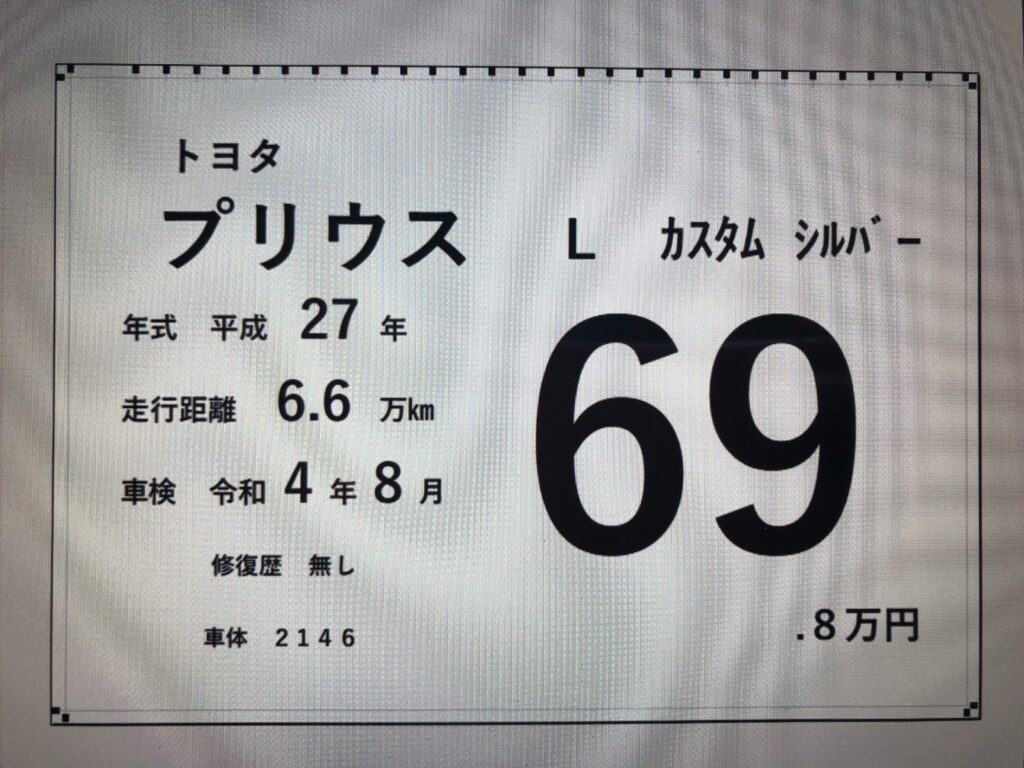 トヨタ
プリウス L カスタム シルバー
年式 平成 27 年
走行距離 6.6 万km
車検 令和 4 年 8 月
修復歴 無し
車体 2146
69
.8万円